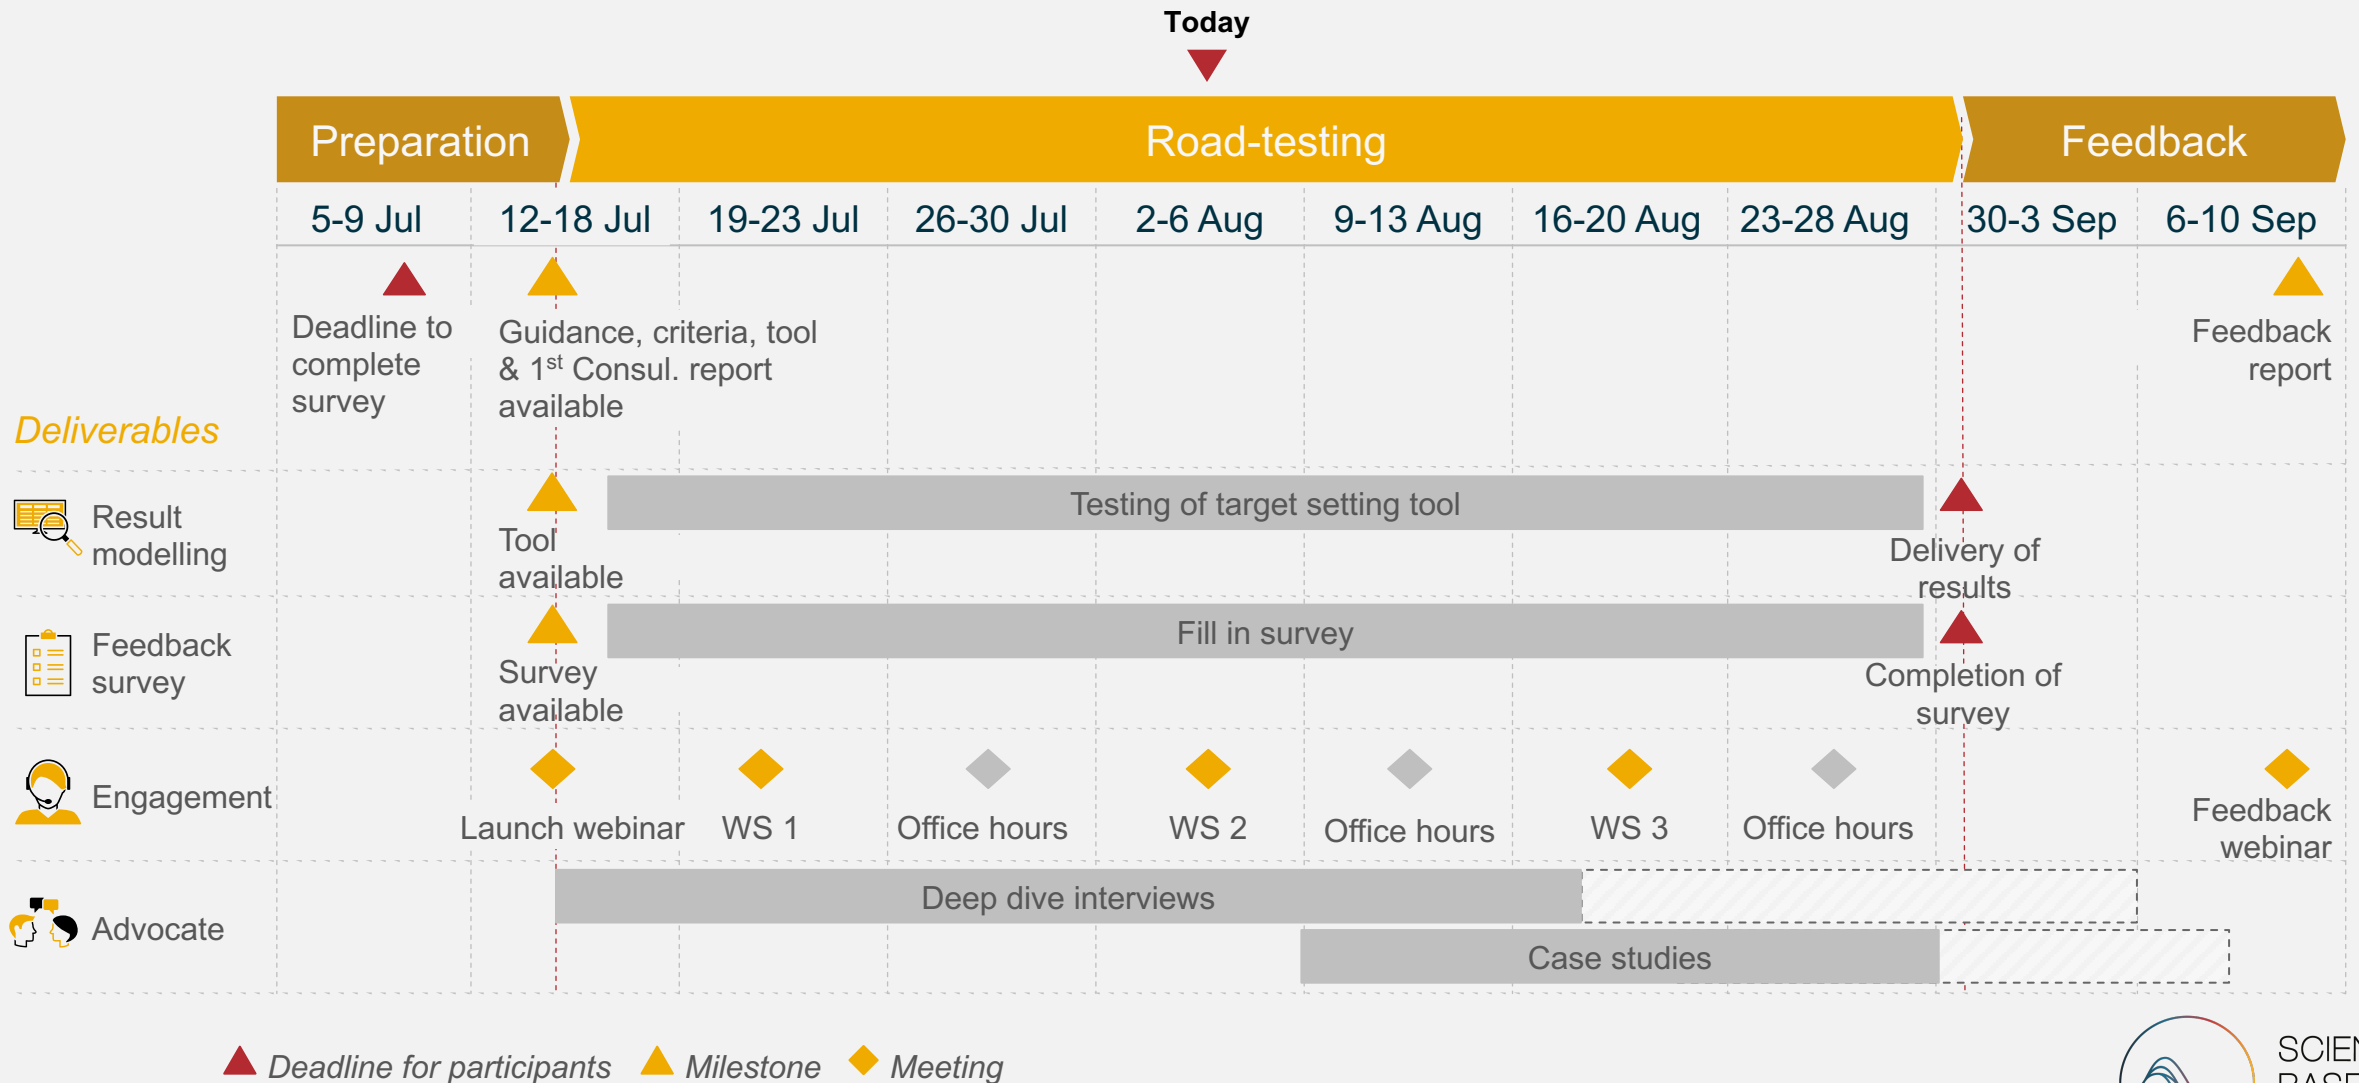 Today
Preparation
Road-testing
Feedback
5-9 Jul
12-18 Jul
19-23 Jul
26-30 Jul
2-6 Aug
9-13 Aug
16-20 Aug
23-28 Aug
30-3 Sep
6-10 Sep
Deadline to
complete
survey
Guidance, criteria, tool
& 1st Consul. report
available
Feedback
report
Deliverables
Result
modelling
Tool
available
Testing of target setting tool
Delivery of
results
Feedback
survey
Survey
available
Fill in survey
Completion of
survey
Engagement
Launch webinar
WS 1
Office hours
WS 2
Office hours
WS 3
Office hours
Feedback
webinar
Advocate
Deep dive interviews
Case studies
Deadline for participants
Milestone
Meeting